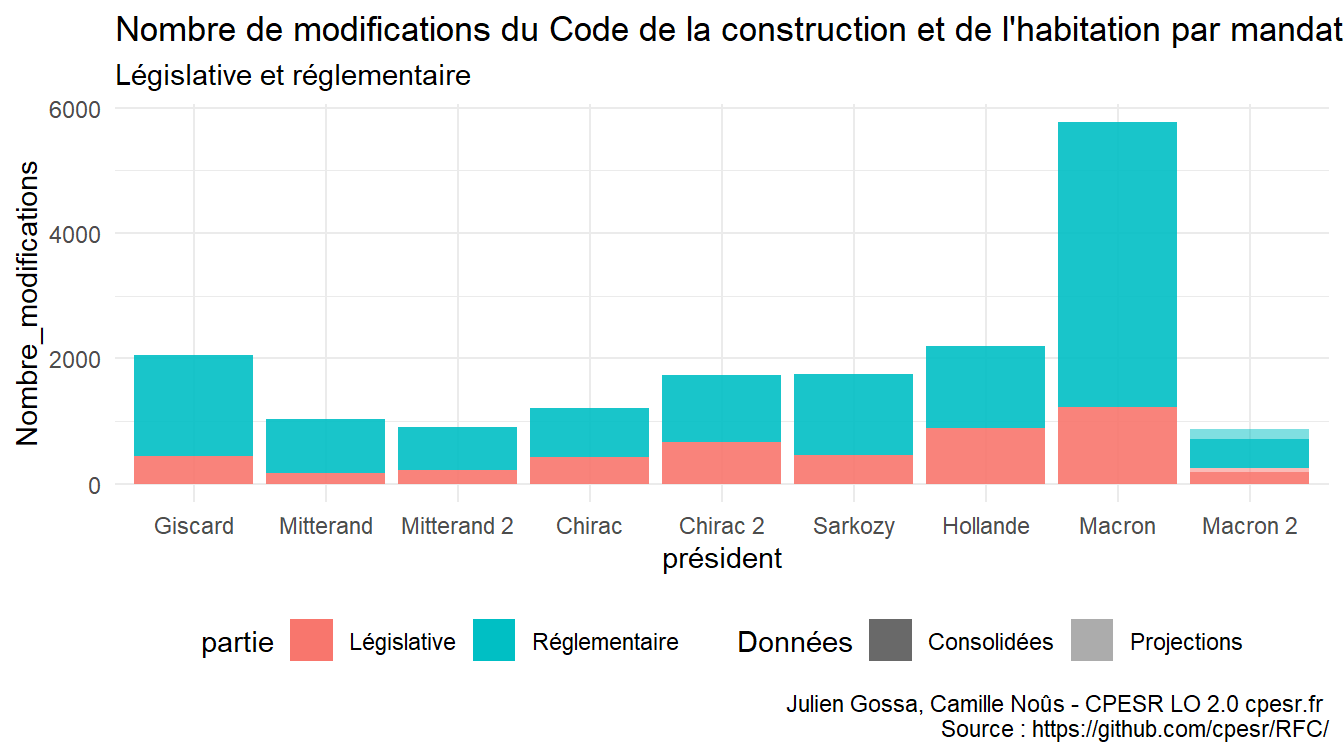 Nombre de modifications du Code de la construction et de l'habitation par mandat
Législative et réglementaire
Nombre_modifications
6000
4000
2000
0
Giscard Mitterand Mitterand 2 Chirac Chirac 2 Sarkozy Hollande Macron Macron 2
président
partie Législative Réglementaire Données Consolidées Projections
Julien Gossa, Camille Noûs - CPESR LO 2.0 cpesr.fr
Source : https://github.com/cpesr/RFC/